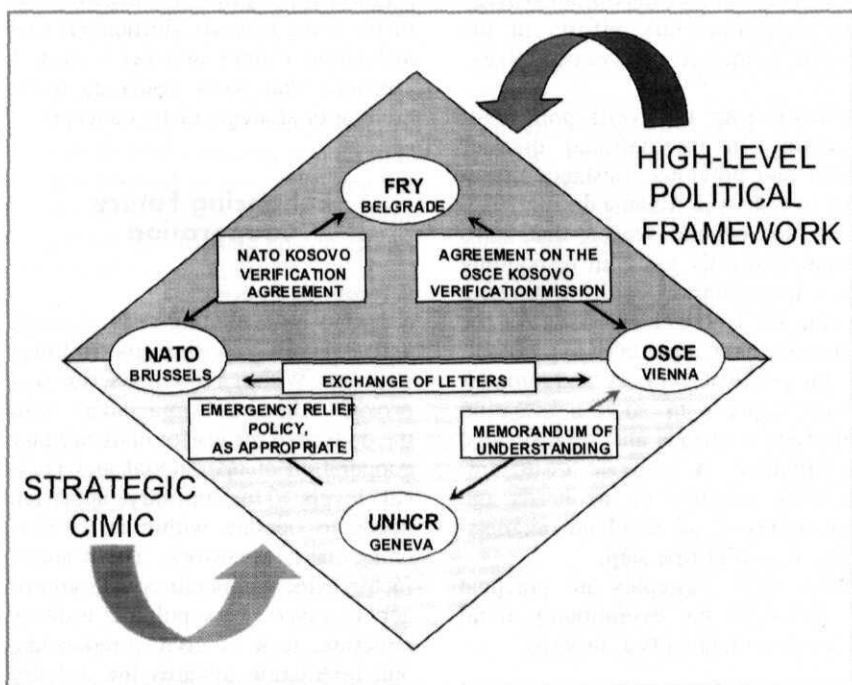 HIGH-LEVEL
POLITICAL
FRAMEWORK
FRY
BELGRADE
NATO KOSOVO
VERIFICATION
AGREEMENT
AGREEMENT ON THE
OSCE KOSOVO
VERIFICATION MISSION
NATO
BRUSSELS
OSCE
VIENNA
EXCHANGE OF LETTERS
EMERGENCY RELIEF
POLICY,
AS APPROPRIATE
MEMORANDUM OF
UNDERSTANDING
STRATEGIC
CIMIC
UNHCR
GENEVA